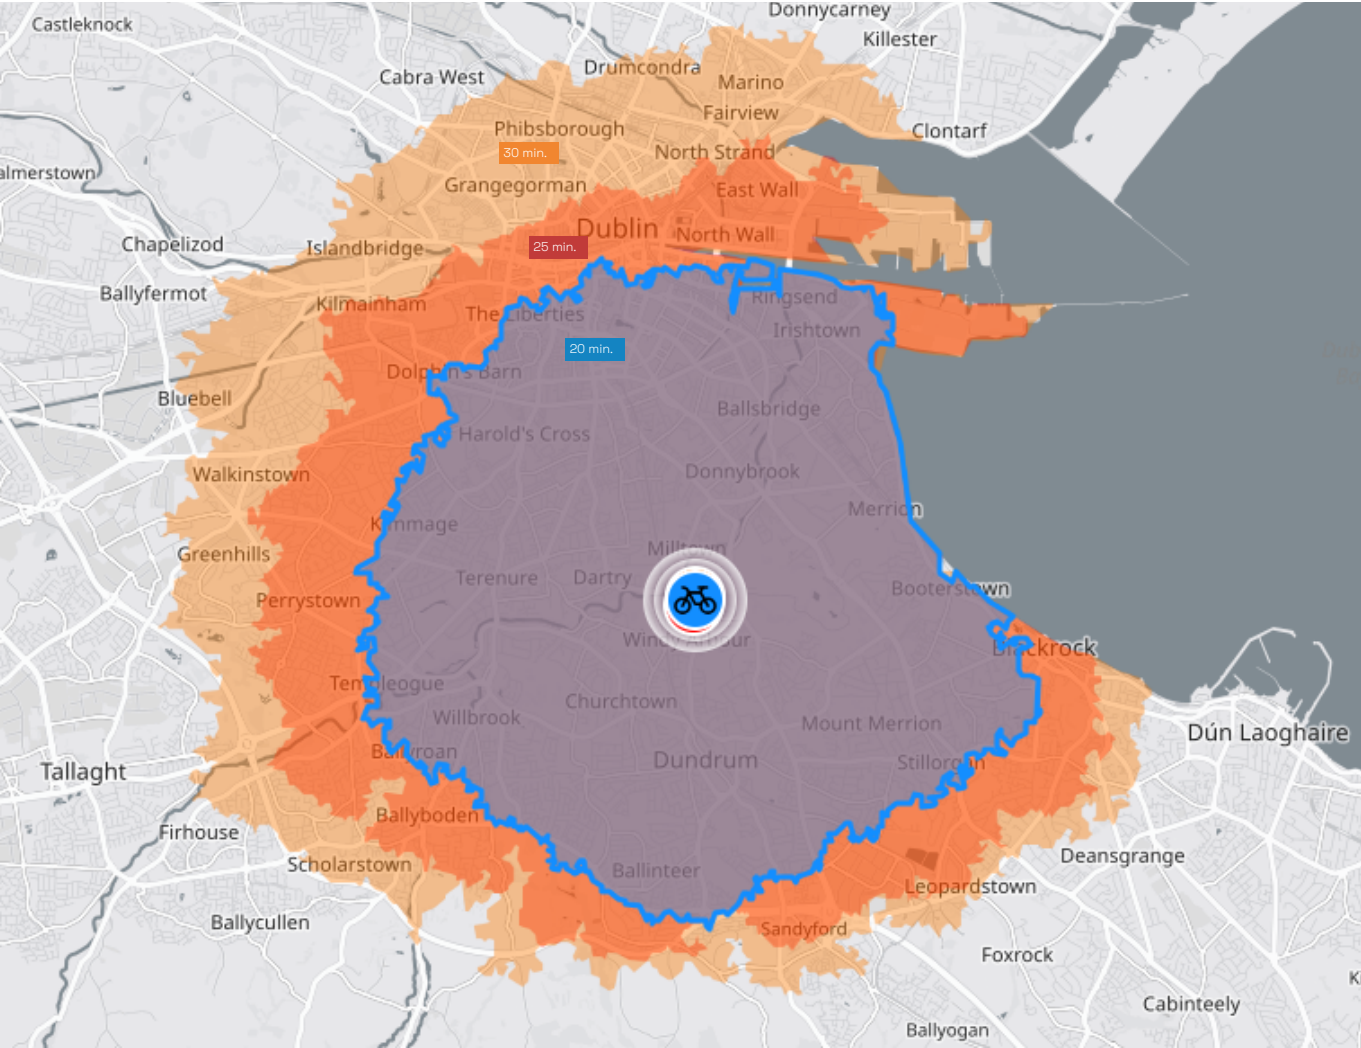 Donnycarney
Castleknock
Killester
Drumcondra
Cabra West
Marino
Fairview
Phibsborough
Clontarf
30 min.
North Strand
almerstown
Grangegorman
East Wall
Dublin
North Wall
Chapelizod
Islandbridge
25 min.
Ballyfermot
Kilmainham
Ringsend
The Liberties
Irishtown
20 min.
Dolphin's Barn
Bluebell
Ballsbridge
Harold's Cross
Walkinstown
Donnybrook
Merrion
Kimmage
Greenhills
Milltown
Terenure
Dartry
Booterstown
Perrystown
Windy Arbour
Blackrock
Templeogue
Churchtown
Willbrook
Mount Merrion
Dún Laoghaire
Ballyroan
Dundrum
Stillorgan
Tallaght
Ballyboden
Firhouse
Deansgrange
Scholarstown
Ballinteer
Leopardstown
Ballycullen
Sandyford
Foxrock
Cabinteely
Ballyogan